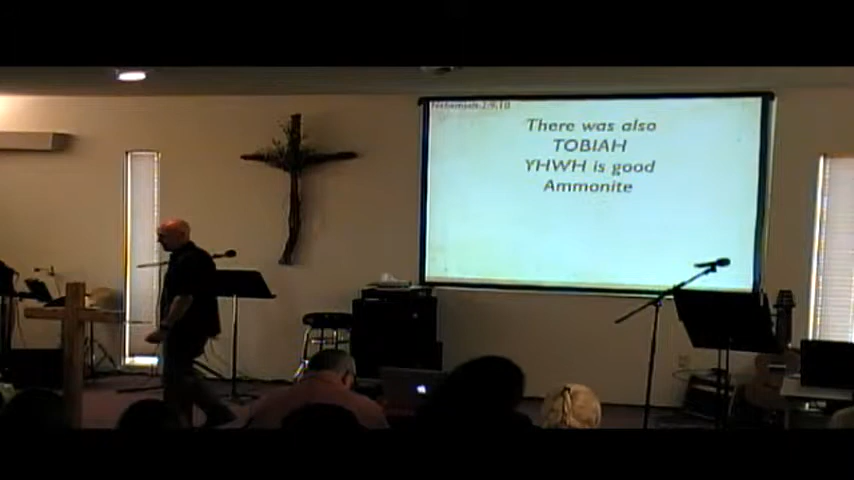 Nehemiah 2:9,10
There was also
TOBIAH
YHWH is good
Ammonite